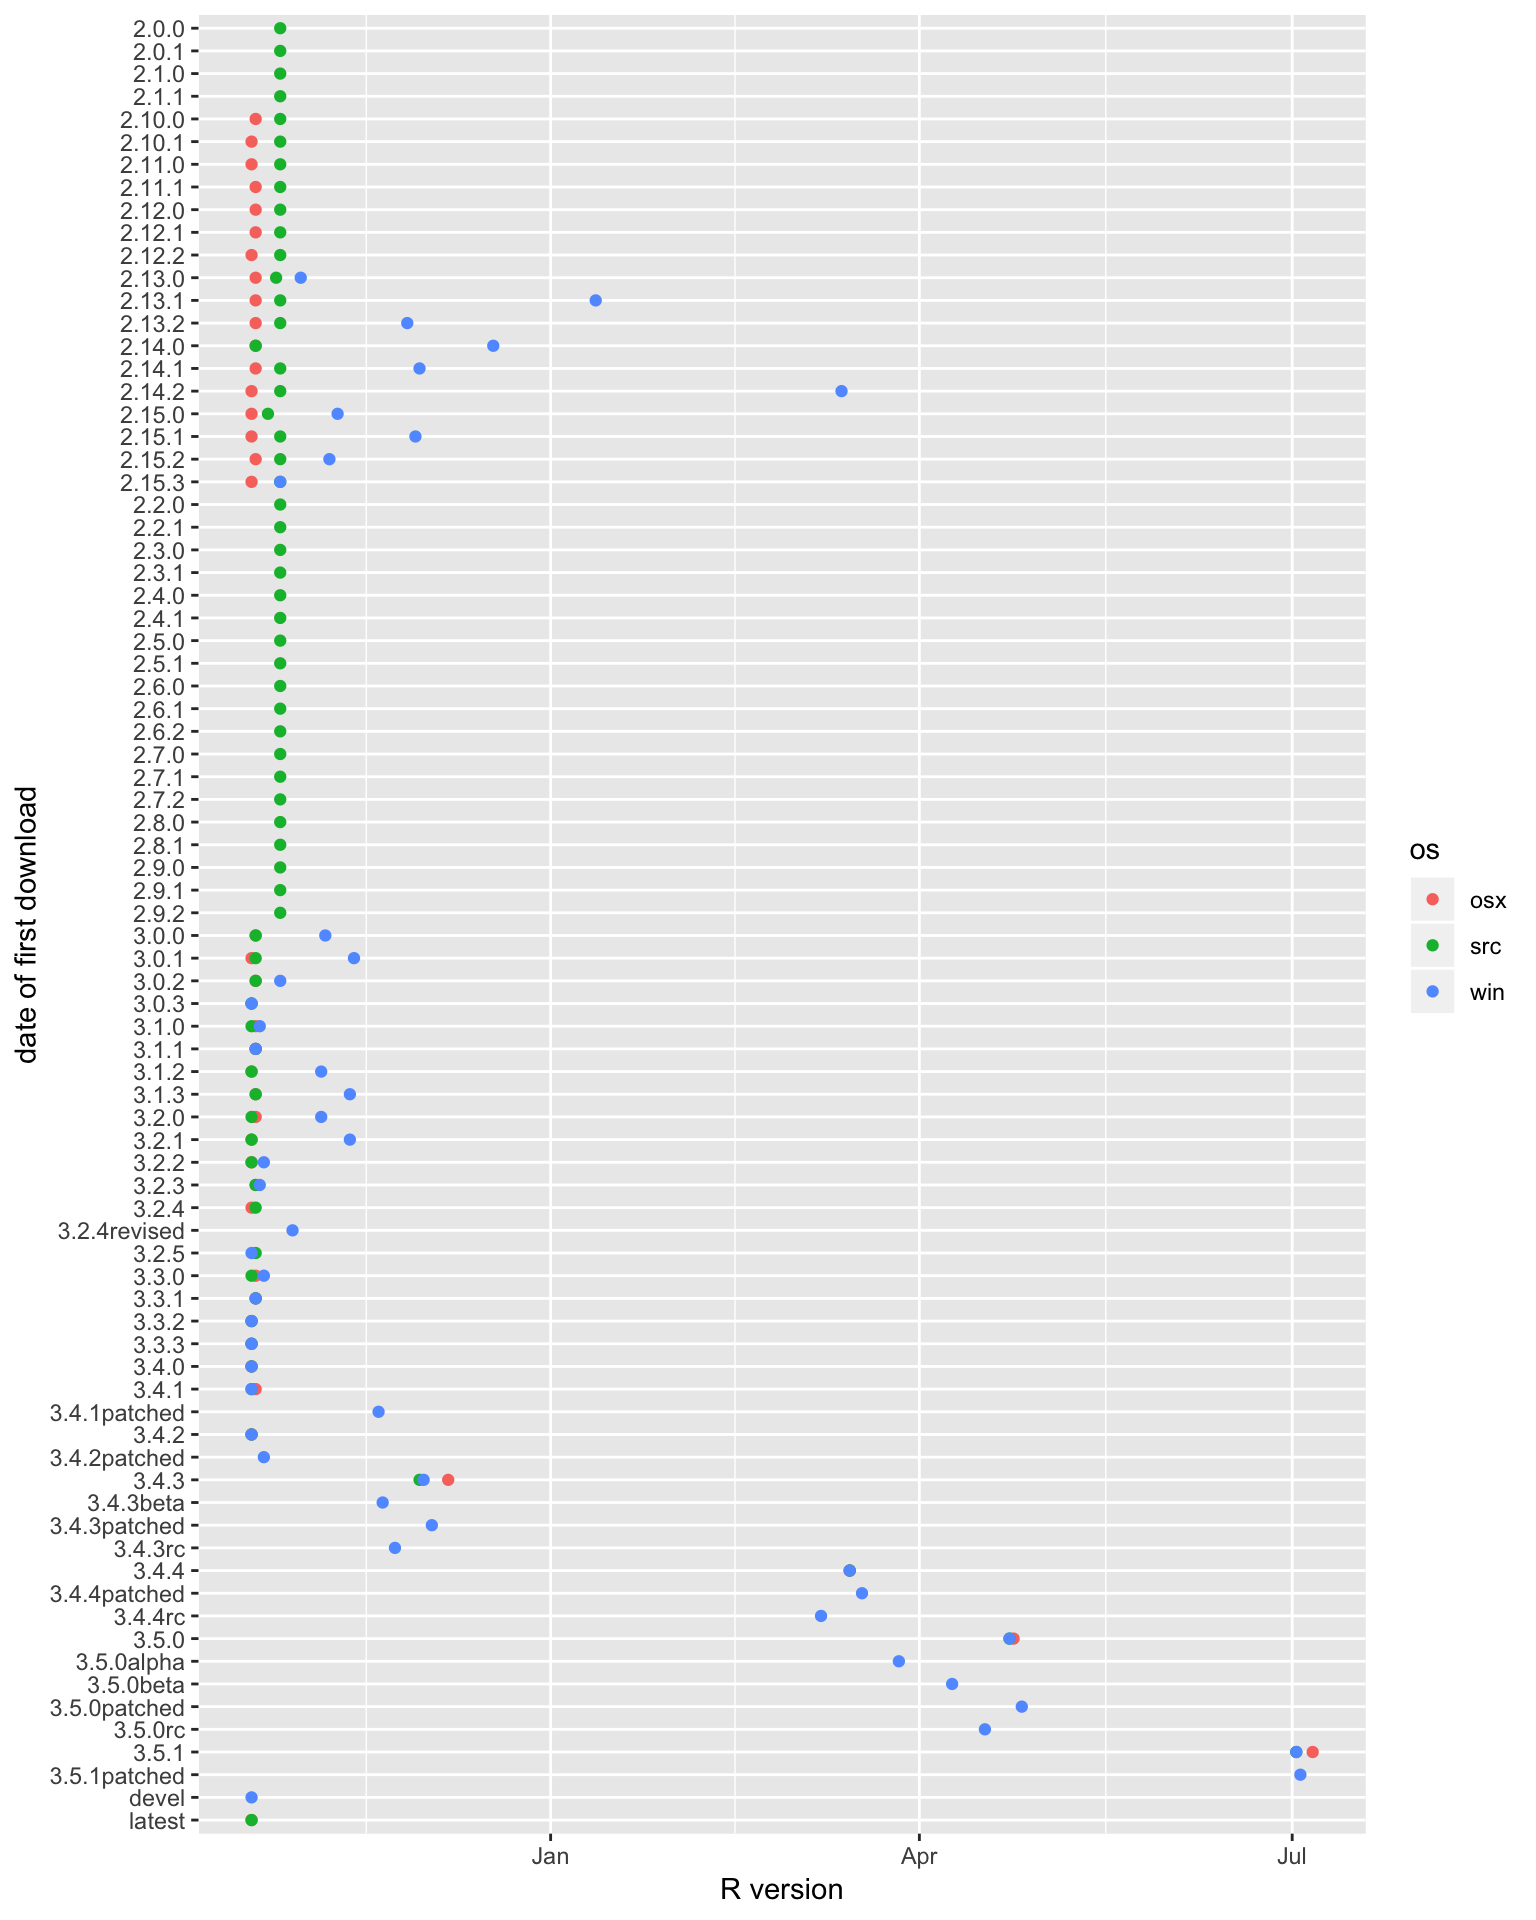 2.0.0
2.0.1
2.1.0
2.1.1
2.10.0
2.10.1
2.11.0
2.11.1
2.12.0
2.12.1
2.12.2
2.13.0
2.13.1
2.13.2
2.14.0
2.14.1
2.14.2
2.15.0
2.15.1
2.15.2
2.15.3
2.2.0
2.2.1
2.3.0
2.3.1
2.4.0
2.4.1
2.5.0
2.5.1
2.6.0
2.6.1
2.6.2
2.7.0
2.7.1
2.7.2
2.8.0
2.8.1
2.9.0
2.9.1
2.9.2
3.0.0
3.0.1
3.0.2
3.0.3
3.1.0
3.1.1
3.1.2
3.1.3
3.2.0
3.2.1
3.2.2
3.2.3
3.2.4
3.2.4revised
3.2.5
3.3.0
3.3.1
3.3.2
3.3.3
3.4.0
3.4.1
3.4.1patched
3.4.2
3.4.2patched
3.4.3
3.4.3beta
3.4.3patched
3.4.3rc
3.4.4
3.4.4patched
3.4.4rc
3.5.0
3.5.0alpha
3.5.0beta
3.5.0patched
3.5.0rc
3.5.1
3.5.1patched
devel
latest
date of first download
Jan Apr Jul
R version
os
osx
src
win